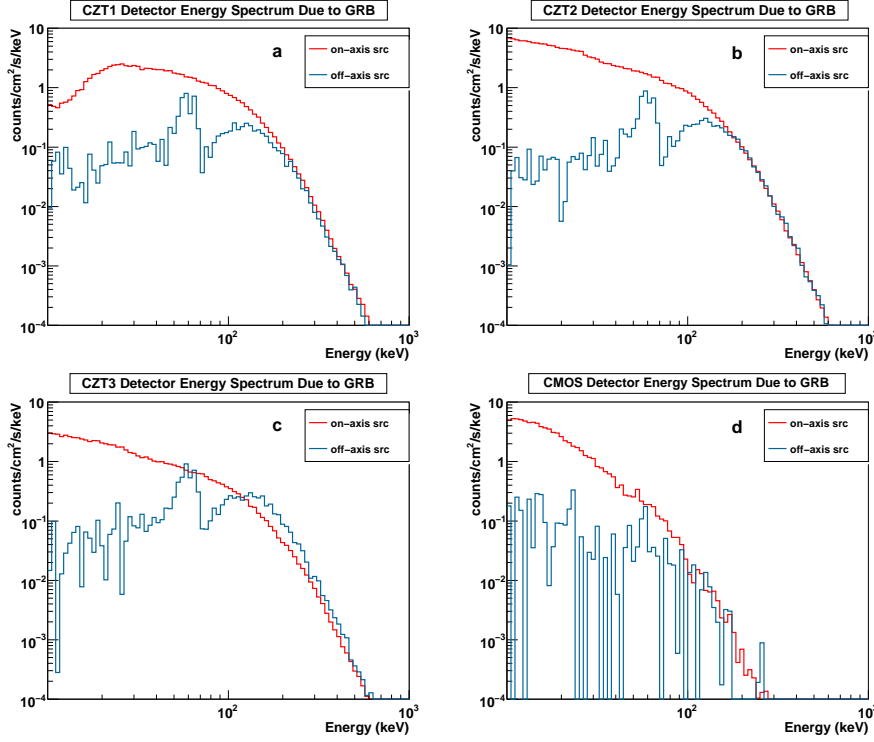 CZT1 Detector Energy Spectrum Due to GRB
counts/cm²/s/keV
10
1
10⁻¹
10⁻²
10⁻³
10⁻⁴
a
on−axis src
off−axis src
10²
10³
Energy (keV)
CZT2 Detector Energy Spectrum Due to GRB
counts/cm²/s/keV
10
1
10⁻¹
10⁻²
10⁻³
10⁻⁴
b
on−axis src
off−axis src
10²
10³
Energy (keV)
CZT3 Detector Energy Spectrum Due to GRB
counts/cm²/s/keV
10
1
10⁻¹
10⁻²
10⁻³
10⁻⁴
c
on−axis src
off−axis src
10²
10³
Energy (keV)
CMOS Detector Energy Spectrum Due to GRB
counts/cm²/s/keV
10
1
10⁻¹
10⁻²
10⁻³
10⁻⁴
d
on−axis src
off−axis src
10²
10³
Energy (keV)